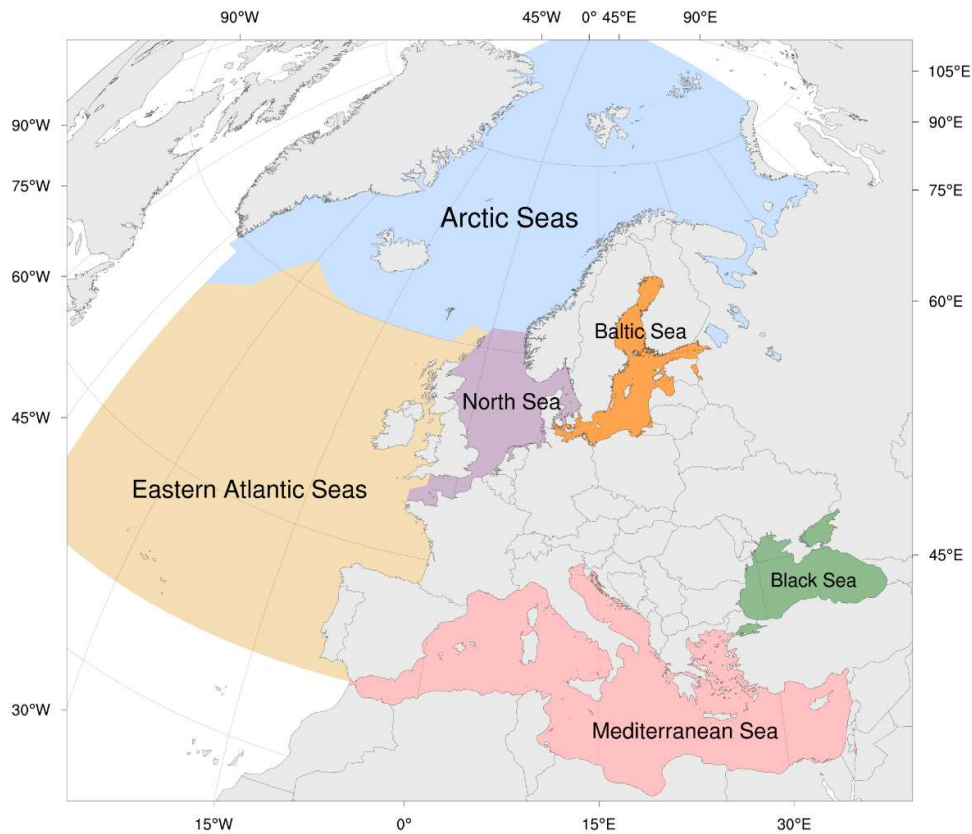 90°W
45°W
0°
45°E
90°E
105°E
90°W
90°E
75°W
75°E
Arctic Seas
60°W
60°E
Baltic Sea
North Sea
45°W
Eastern Atlantic Seas
45°E
Black Sea
30°W
Mediterranean Sea
15°W
0°
15°E
30°E